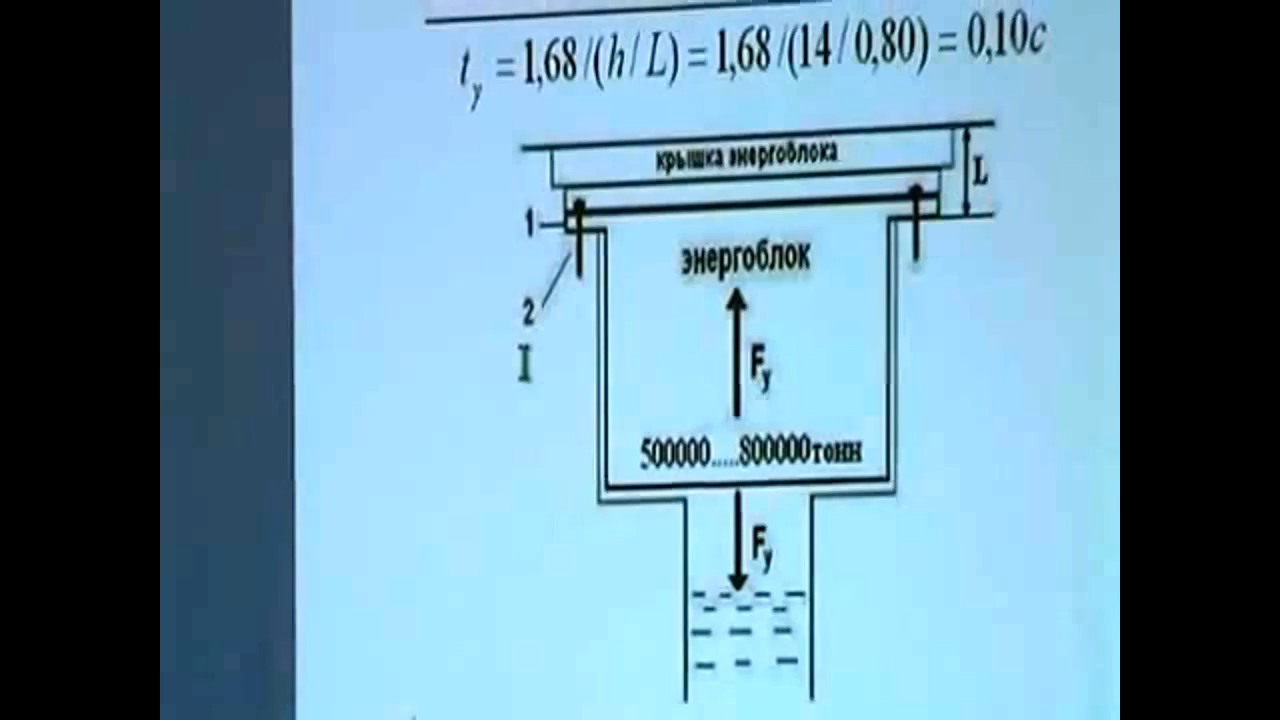 t_y = 1,68 /(h / L) = 1,68 /(14 / 0,80) = 0,10c
крышка энергоблока
L
1
энергоблок
2
F_y
500000.....800000тонн
F_y